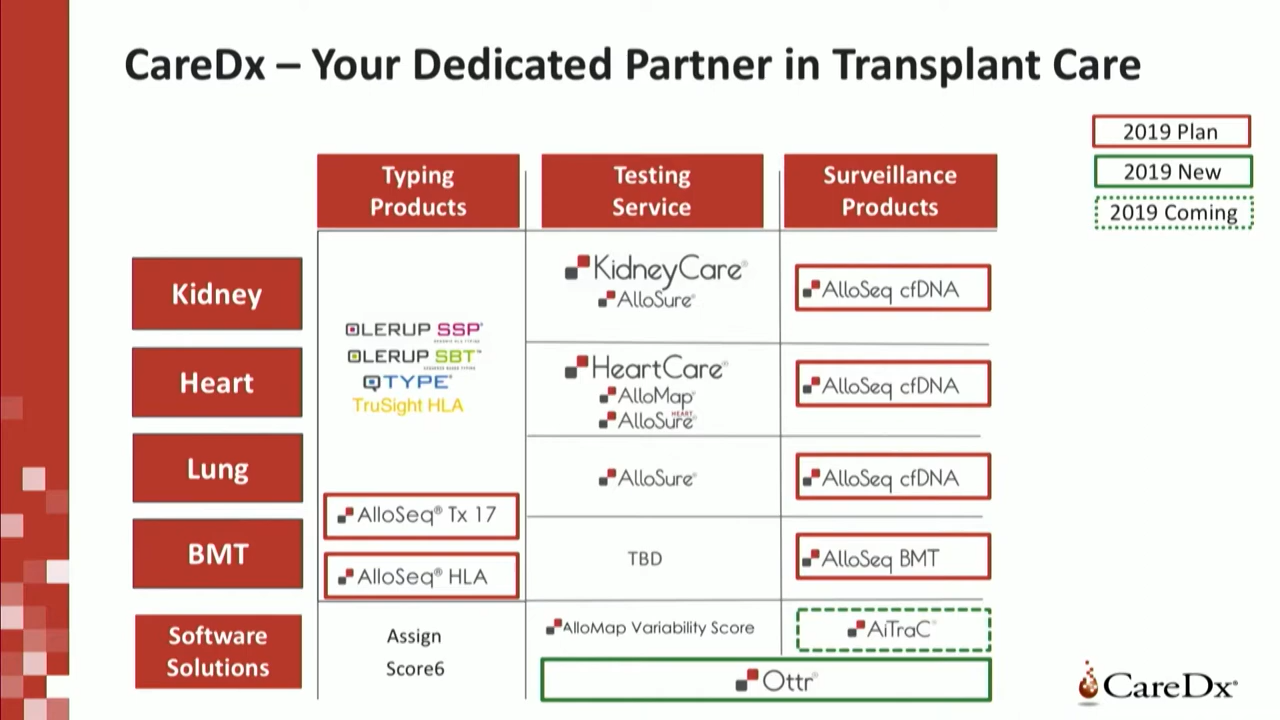 CareDx – Your Dedicated Partner in Transplant Care
2019 Plan
2019 New
2019 Coming
Typing
Products
Testing
Service
Surveillance
Products
Kidney
KidneyCare®
AlloSure®
AlloSeq cfDNA
OLERUP SSP®
OLERUP SBT™
QTYPE®
TruSight HLA
Heart
HeartCare®
AlloMap®
AlloSure®
HEART
AlloSeq cfDNA
Lung
AlloSure®
AlloSeq cfDNA
AlloSeq® Tx 17
BMT
TBD
AlloSeq BMT
AlloSeq® HLA
Software
Solutions
Assign
Score6
AlloMap Variability Score
AiTraC™
Ottr®
CareDx®